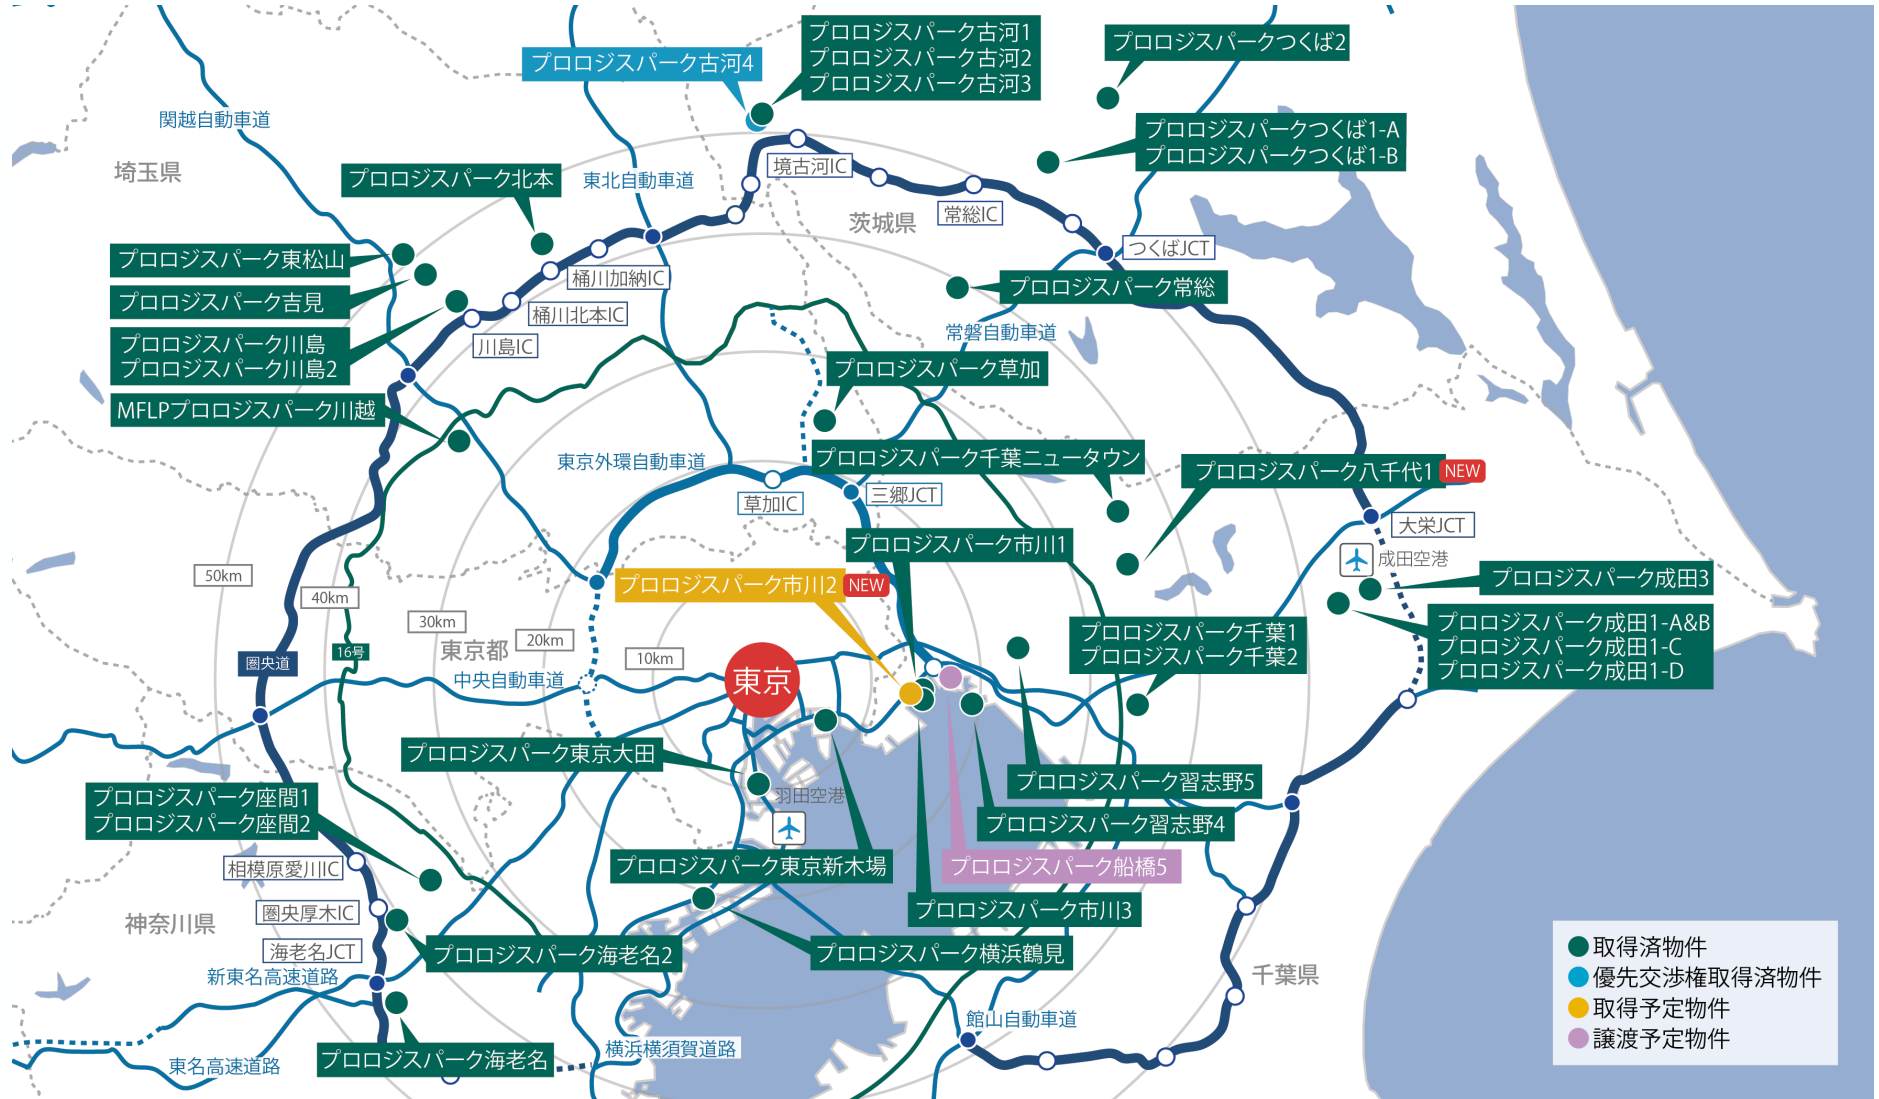 プロロジスパーク古河1
プロロジスパーク古河2
プロロジスパーク古河3
プロロジスパークつくば2
プロロジスパーク古河4
関越自動車道
プロロジスパークつくば1-A
プロロジスパークつくば1-B
埼玉県
プロロジスパーク北本
東北自動車道
境古河IC
常総IC
茨城県
つくばJCT
プロロジスパーク東松山
桶川加納IC
プロロジスパーク常総
プロロジスパーク吉見
桶川北本IC
常磐自動車道
プロロジスパーク川島
プロロジスパーク川島2
川島IC
プロロジスパーク草加
MFLPプロロジスパーク川越
東京外環自動車道
プロロジスパーク千葉ニュータウン
プロロジスパーク八千代1
NEW
草加IC
三郷JCT
大栄JCT
プロロジスパーク市川1
成田空港
50km
プロロジスパーク市川2
NEW
プロロジスパーク成田3
40km
30km
20km
10km
プロロジスパーク千葉1
プロロジスパーク千葉2
プロロジスパーク成田1-A&B
プロロジスパーク成田1-C
プロロジスパーク成田1-D
東京都
16号
圏央道
中央自動車道
東京
プロロジスパーク東京大田
プロロジスパーク習志野5
羽田空港
プロロジスパーク座間1
プロロジスパーク座間2
プロロジスパーク習志野4
相模原愛川IC
プロロジスパーク東京新木場
プロロジスパーク船橋5
圏央厚木IC
プロロジスパーク市川3
神奈川県
海老名JCT
プロロジスパーク海老名2
プロロジスパーク横浜鶴見
新東名高速道路
千葉県
館山自動車道
東名高速道路
プロロジスパーク海老名
横浜横須賀道路
取得済物件
優先交渉権取得済物件
取得予定物件
譲渡予定物件